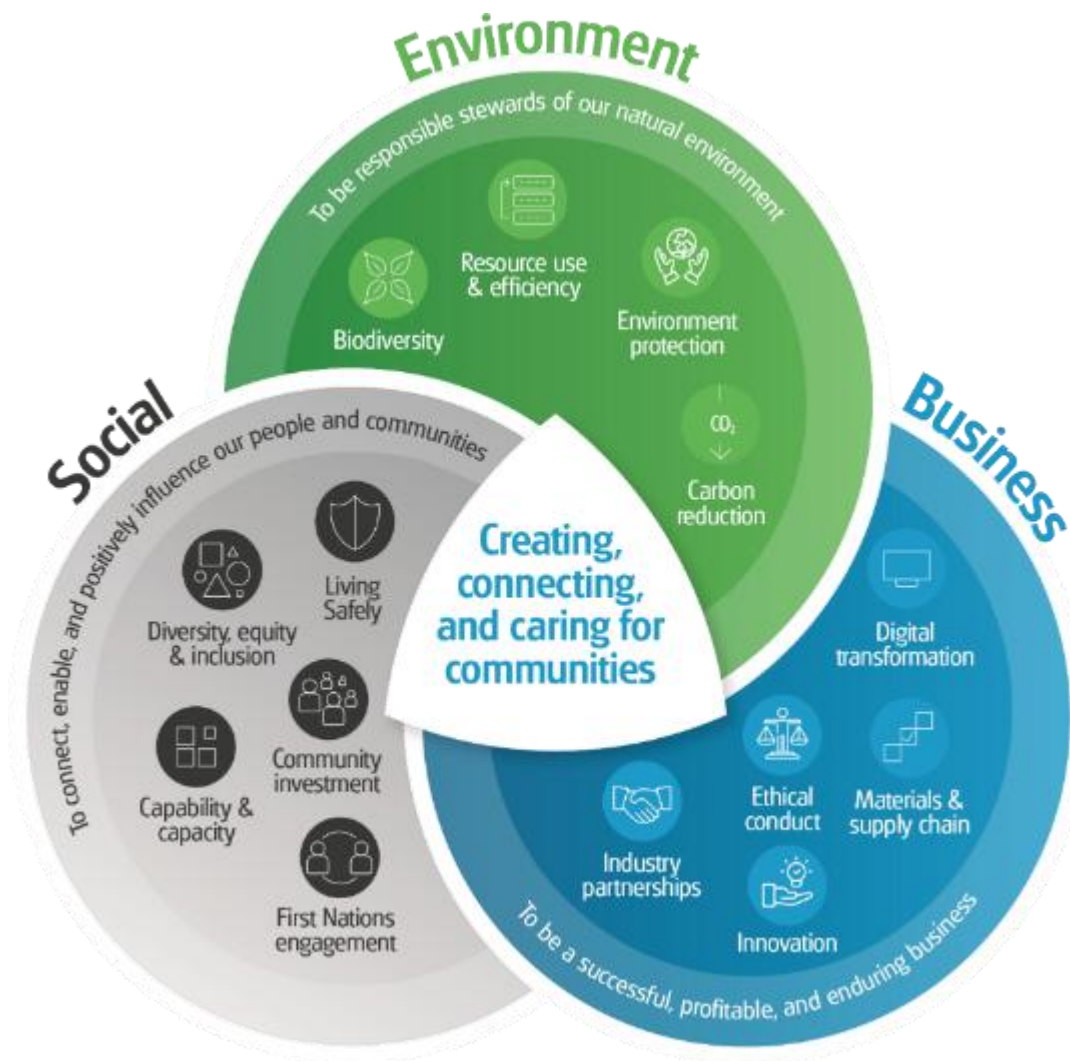 Environment
To be responsible stewards of our natural environment
Biodiversity
Resource use
& efficiency
Environment
protection
CO₂
Carbon
reduction
Social
To connect, enable, and positively influence our people and communities
Living
Safely
Diversity, equity
& inclusion
Community
investment
Capability &
capacity
First Nations
engagement
Creating,
connecting,
and caring for
communities
Business
Digital
transformation
Ethical
conduct
Materials &
supply chain
Industry
partnerships
Innovation
To be a successful, profitable, and enduring business